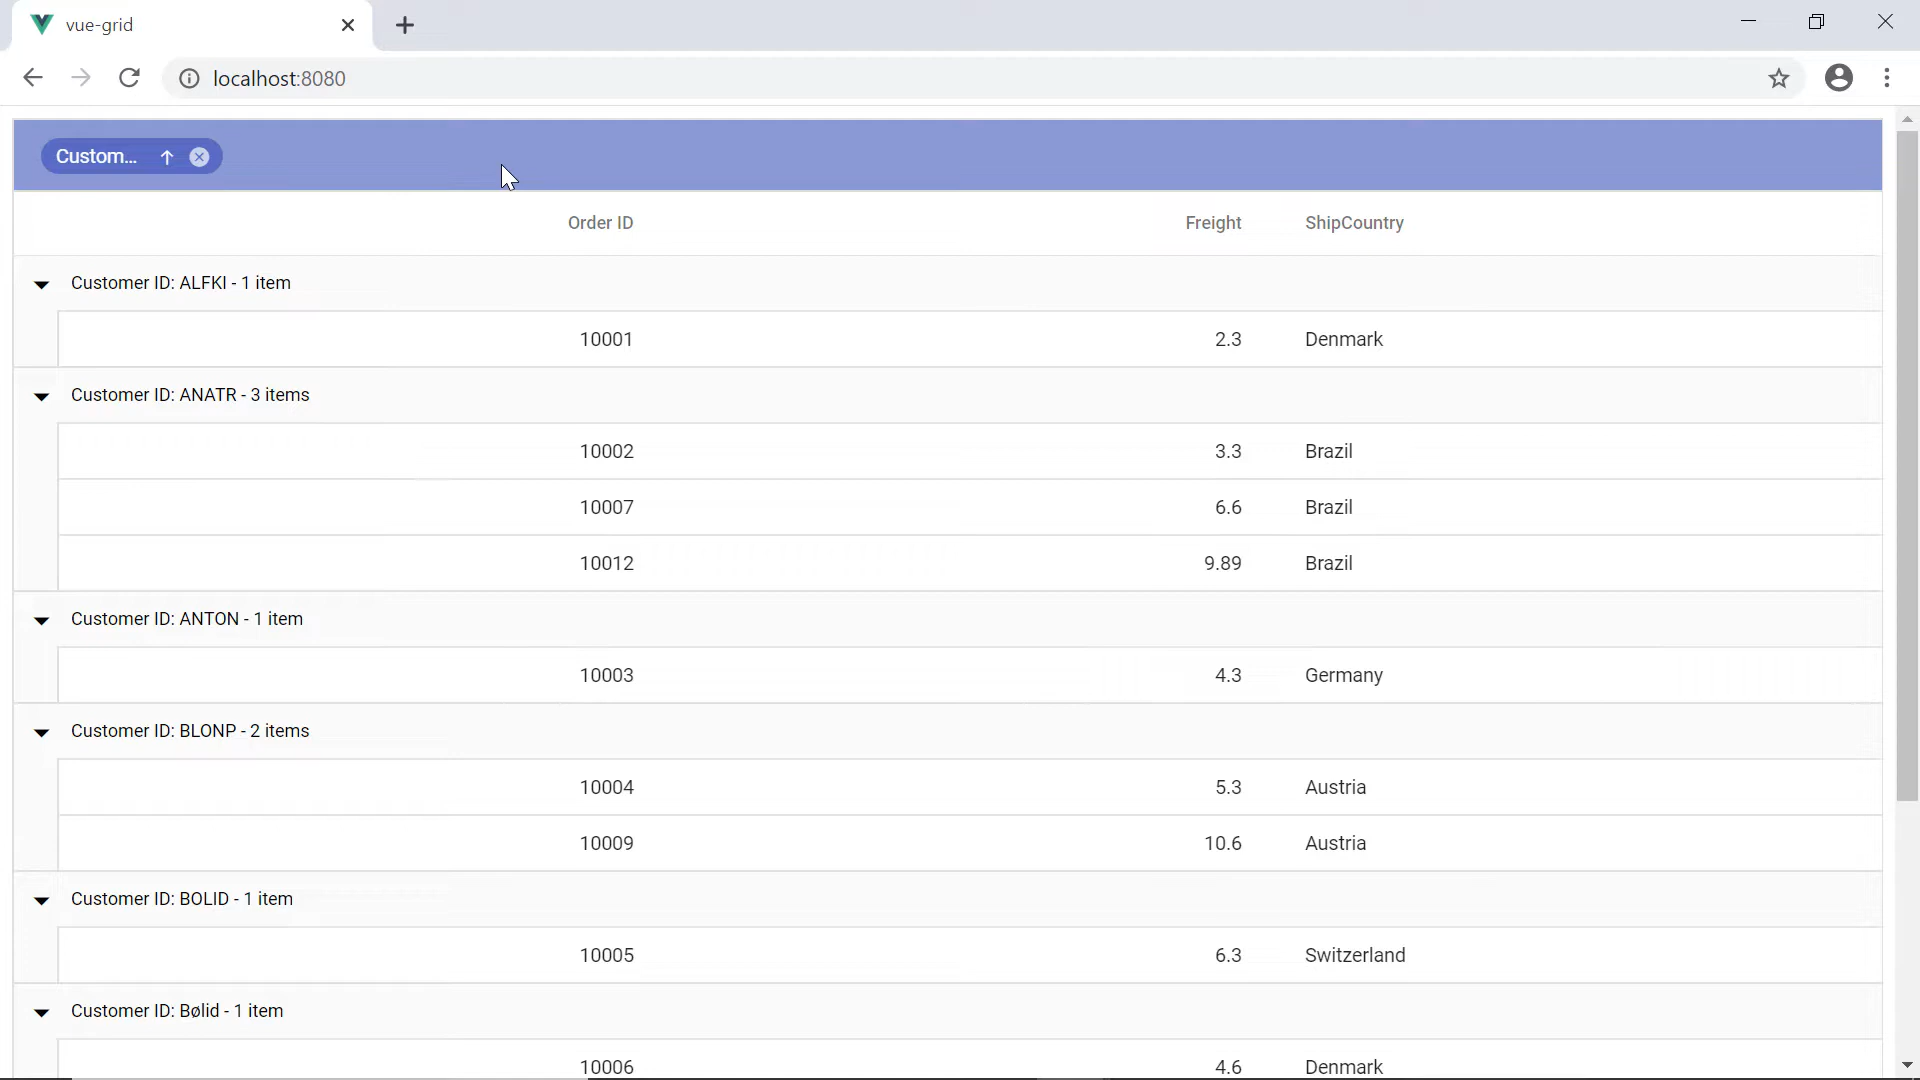 vue-grid
localhost:8080
Custom...
Order ID Freight ShipCountry
Customer ID: ALFKI - 1 item
10001 2.3 Denmark
Customer ID: ANATR - 3 items
10002 3.3 Brazil
10007 6.6 Brazil
10012 9.89 Brazil
Customer ID: ANTON - 1 item
10003 4.3 Germany
Customer ID: BLONP - 2 items
10004 5.3 Austria
10009 10.6 Austria
Customer ID: BOLID - 1 item
10005 6.3 Switzerland
Customer ID: Bølid - 1 item
10006 4.6 Denmark